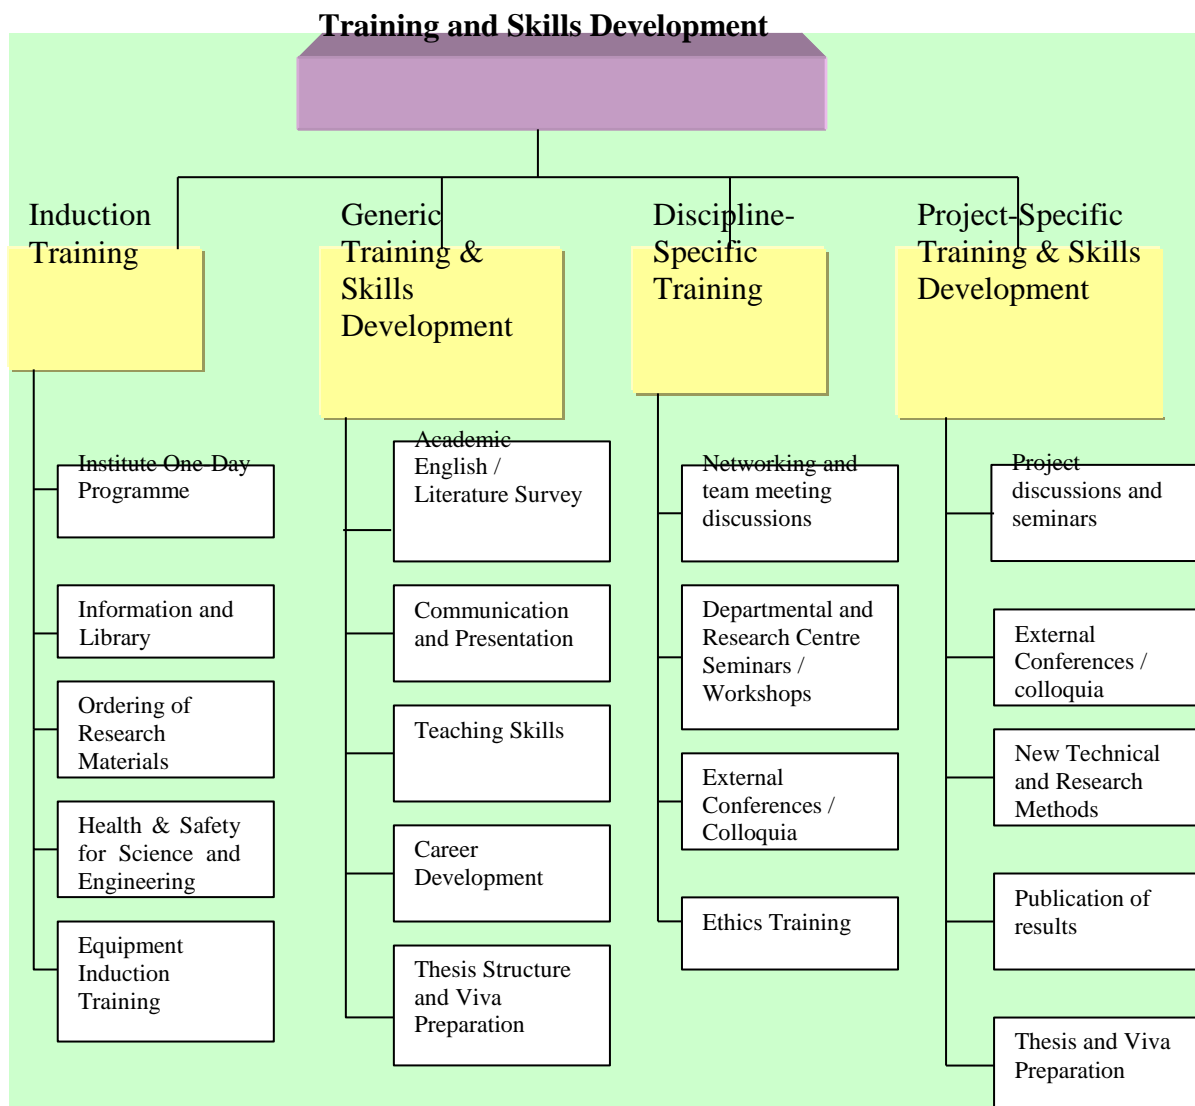 Training and Skills Development
Induction
Training
Generic
Training &
Skills
Development
Discipline-
Specific
Training
Project-Specific
Training & Skills
Development
Institute One-Day
Programme
Information and
Library
Ordering of
Research
Materials
Health & Safety
for Science and
Engineering
Equipment
Induction
Training
Academic
English /
Literature Survey
Communication
and Presentation
Teaching Skills
Career
Development
Thesis Structure
and Viva
Preparation
Networking and
team meeting
discussions
Departmental and
Research Centre
Seminars /
Workshops
External
Conferences /
Colloquia
Ethics Training
Project
discussions and
seminars
External
Conferences /
colloquia
New Technical
and Research
Methods
Publication of
results
Thesis and Viva
Preparation